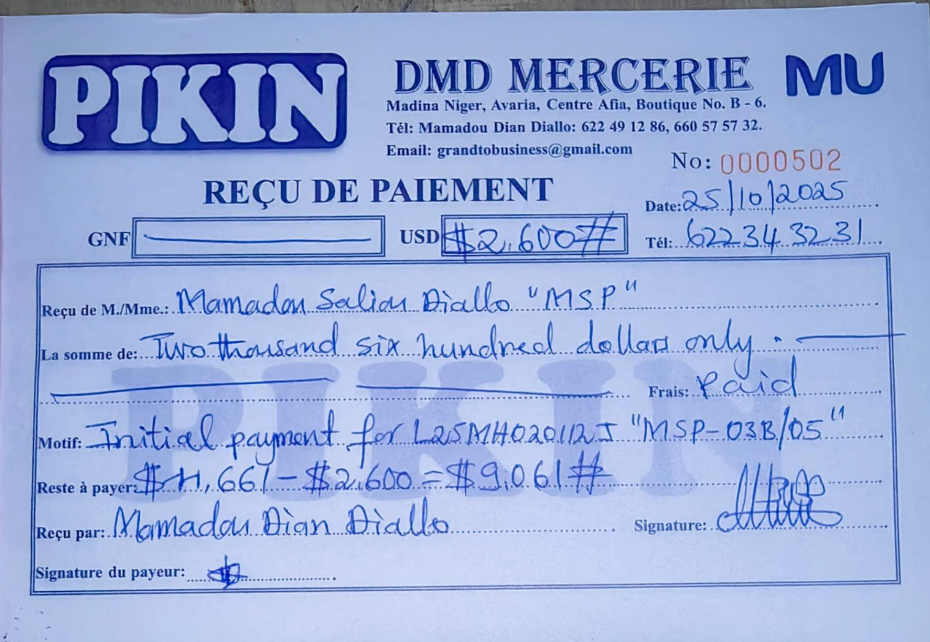 PIKIN
DMD MERCERIE
MU
Madina Niger, Avaria, Centre Afia, Boutique No. B - 6.
Tél: Mamadou Dian Diallo: 622 49 12 86, 660 57 57 32.
Email: grandtobusiness@gmail.com
No: 0000502
REÇU DE PAIEMENT
Date: 25/10/2025
GNF USD $2.600#
Tél: 622 34 32 31
Reçu de M./Mme.: Mamadou Saliou Diallo "MSP"
La somme de: Two thousand six hundred dollars only.
Frais: Paid
Motif: Initial payment for L25MH020112J "MSP-03B/05"
Reste à payer: $11,661 - $2.600 = $9,061#
Reçu par: Mamadou Dian Diallo Signature:
Signature du payeur:
PIKIN